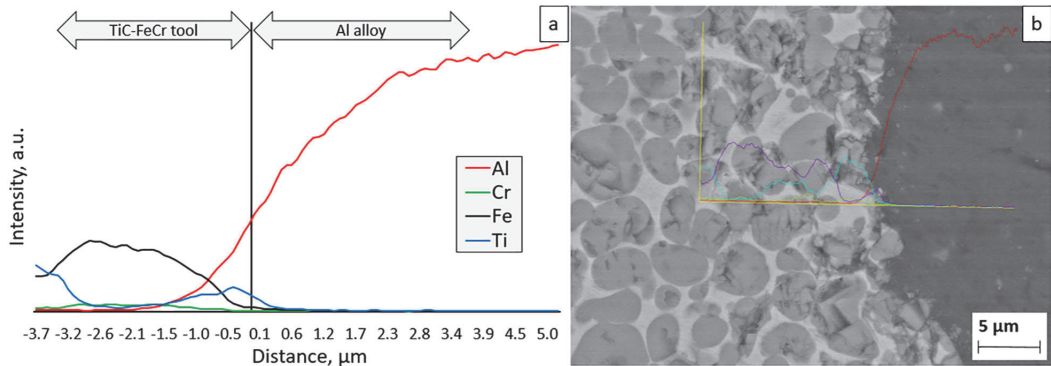 TiC-FeCr tool
Al alloy
a
b
Intensity, a.u.
Al
Cr
Fe
Ti
-3.7 -3.2 -2.6 -2.1 -1.6 -1.0 -0.5 0.1 0.6 1.2 1.7 2.3 2.8 3.4 3.9 4.5 5.0
Distance, µm
5 µm